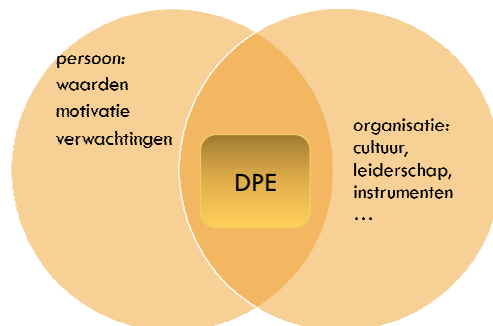 persoon:
waarden
motivatie
verwachtingen
DPE
organisatie:
cultuur,
leiderschap,
instrumenten
...